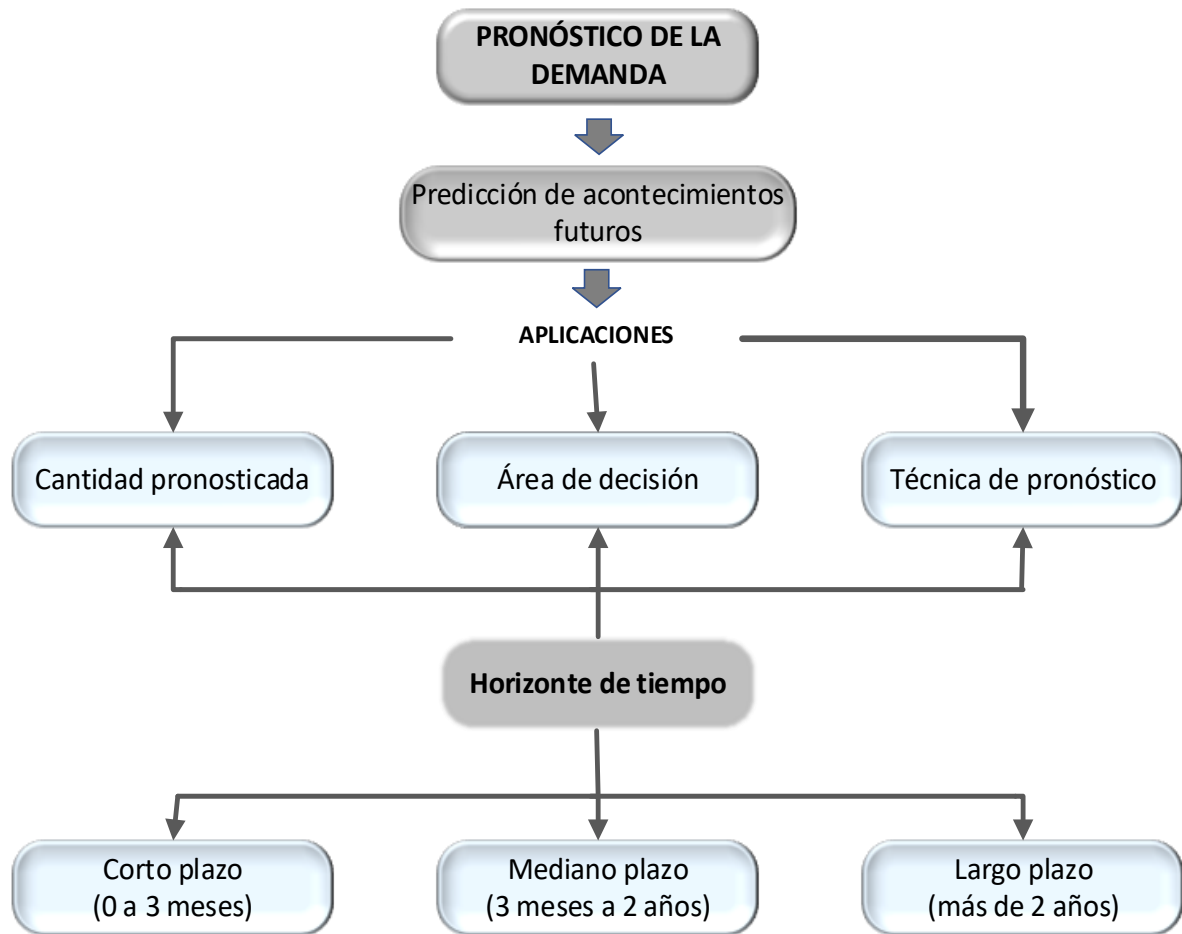 PRONÓSTICO DE LA
DEMANDA
Predicción de acontecimientos
futuros
APLICACIONES
Cantidad pronosticada
Área de decisión
Técnica de pronóstico
Horizonte de tiempo
Corto plazo
(0 a 3 meses)
Mediano plazo
(3 meses a 2 años)
Largo plazo
(más de 2 años)